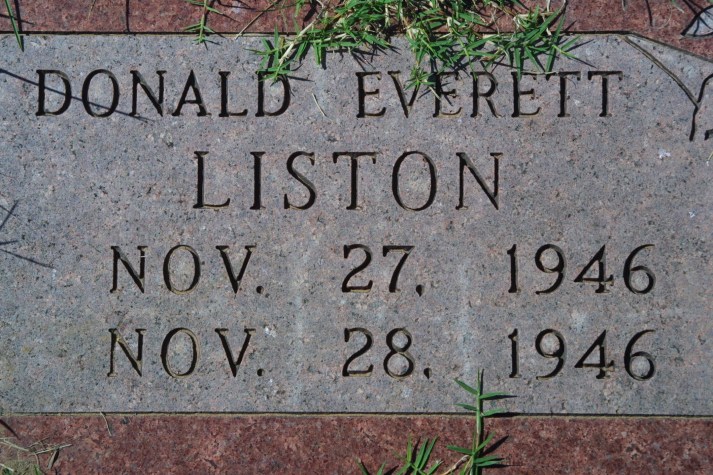 DONALD EVERETT
LISTON
NOV. 27, 1946
NOV. 28, 1946